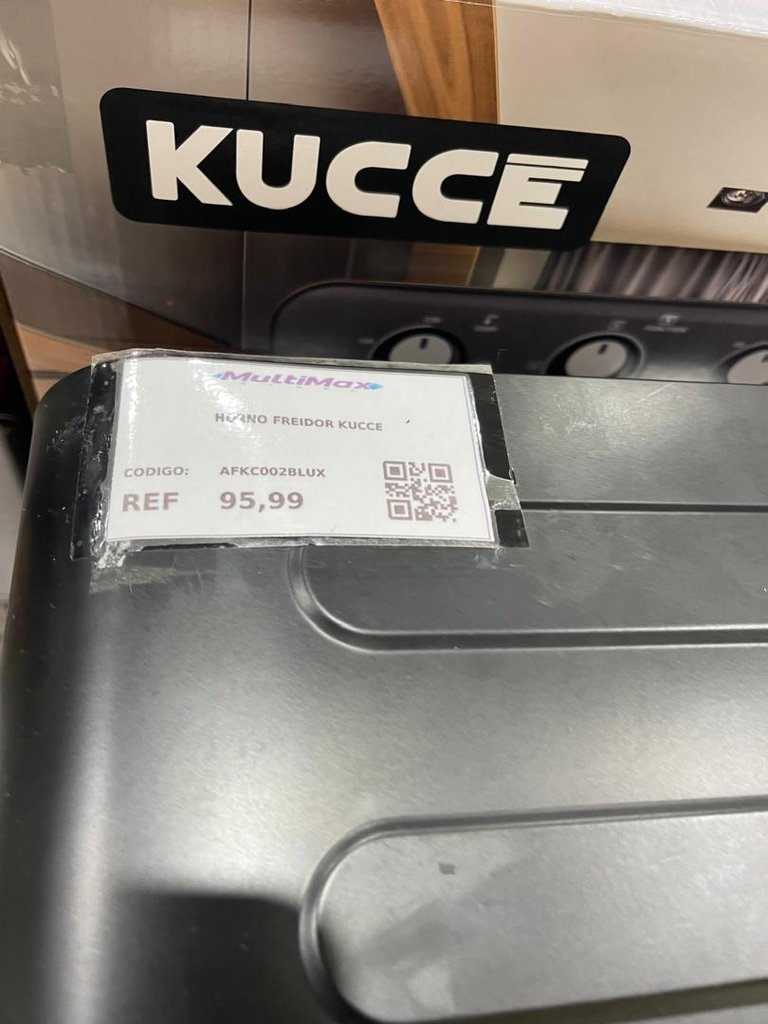 KUCCE
MultiMax
HORNO FREIDOR KUCCE
CODIGO: AFKC002BLUX
REF 95,99